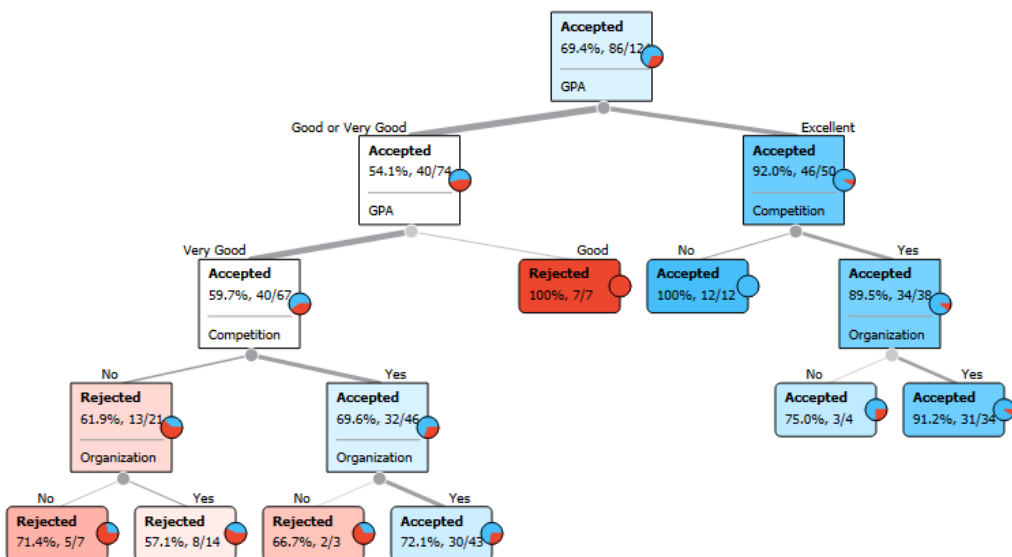 Accepted
69.4%, 86/124
GPA
Good or Very Good
Excellent
Accepted
54.1%, 40/74
GPA
Accepted
92.0%, 46/50
Competition
Very Good
Good
No
Yes
Accepted
59.7%, 40/67
Competition
Rejected
100%, 7/7
Accepted
100%, 12/12
Accepted
89.5%, 34/38
Organization
No
Yes
No
Yes
Rejected
61.9%, 13/21
Organization
Accepted
69.6%, 32/46
Organization
Accepted
75.0%, 3/4
Accepted
91.2%, 31/34
No
Yes
No
Yes
Rejected
71.4%, 5/7
Rejected
57.1%, 8/14
Rejected
66.7%, 2/3
Accepted
72.1%, 30/43